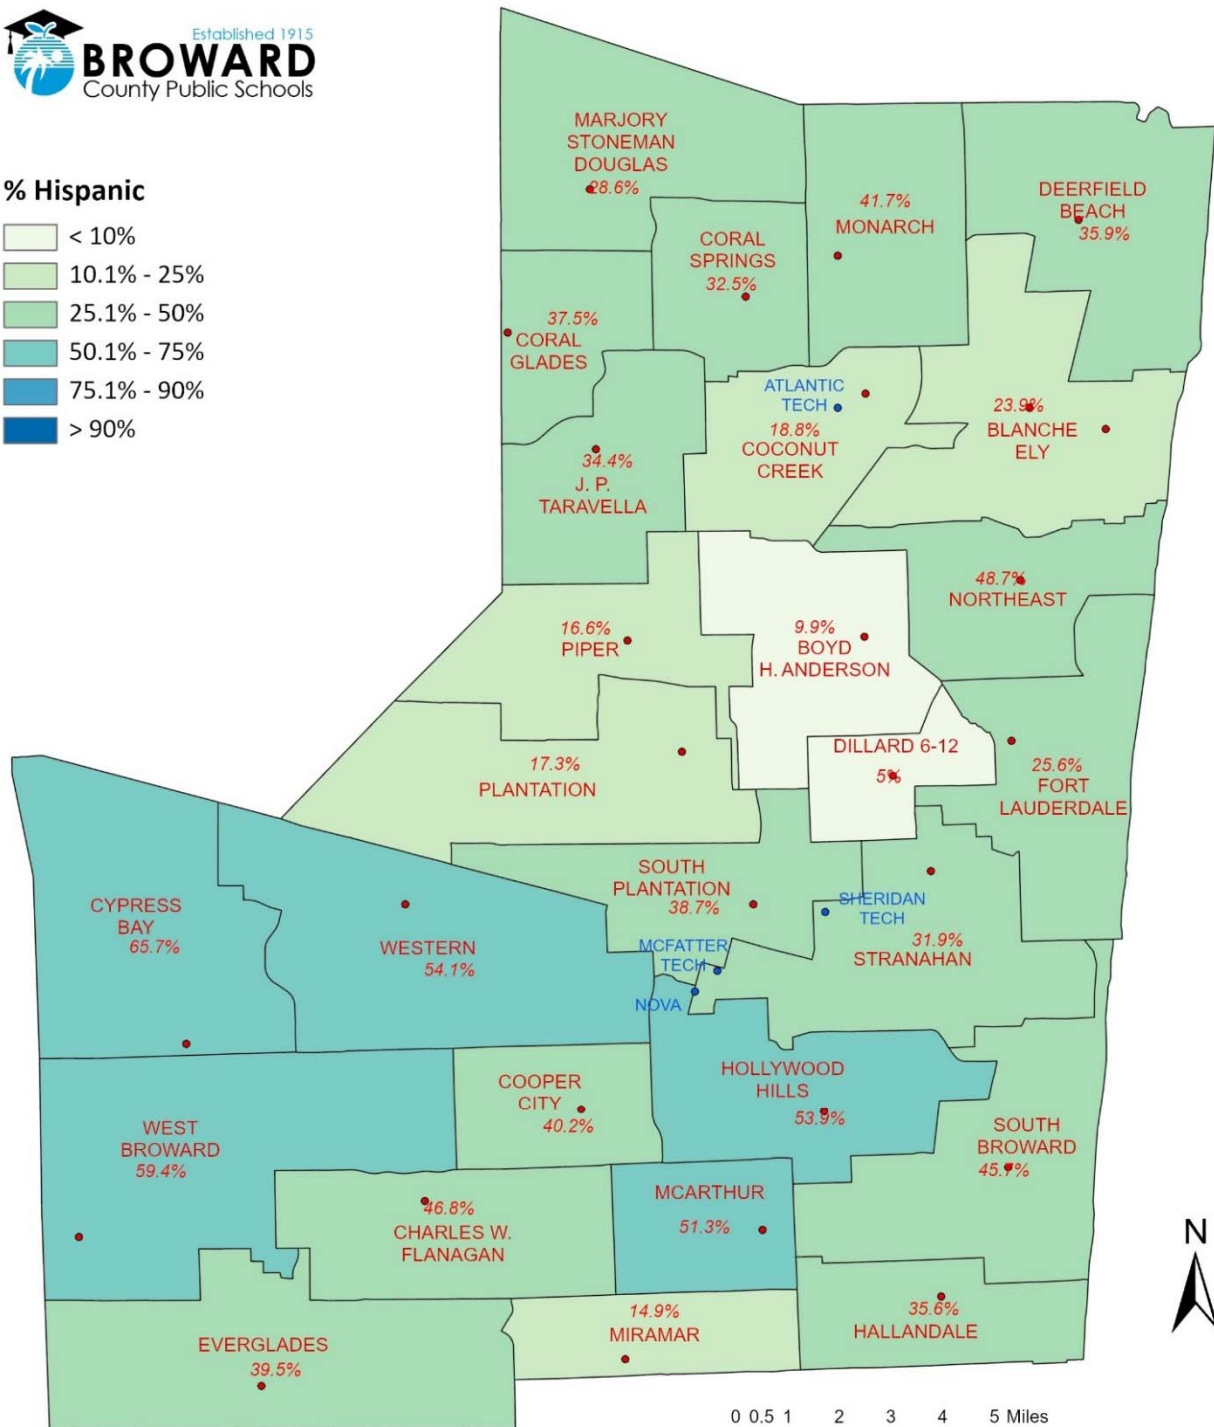 Established 1915
BROWARD
County Public Schools
% Hispanic
< 10%
10.1% - 25%
25.1% - 50%
50.1% - 75%
75.1% - 90%
> 90%
MARJORY
STONEMAN
DOUGLAS
28.6%
CORAL
SPRINGS
32.5%
41.7%
MONARCH
DEERFIELD
BEACH
35.9%
37.5%
CORAL
GLADES
ATLANTIC
TECH
18.8%
COCONUT
CREEK
23.9%
BLANCHE
ELY
34.4%
J. P.
TARAVELLA
48.7%
NORTHEAST
16.6%
PIPER
9.9%
BOYD
H. ANDERSON
DILLARD 6-12
5%
17.3%
PLANTATION
25.6%
FORT
LAUDERDALE
SOUTH
PLANTATION
38.7%
SHERIDAN
TECH
CYPRESS
BAY
65.7%
WESTERN
54.1%
MCFATTER
TECH
31.9%
STRANAHAN
NOVA
COOPER
CITY
40.2%
HOLLYWOOD
HILLS
53.9%
WEST
BROWARD
59.4%
SOUTH
BROWARD
45.7%
46.8%
CHARLES W.
FLANAGAN
MCARTHUR
51.3%
N
14.9%
MIRAMAR
35.6%
HALLANDALE
EVERGLADES
39.5%
0 0.5 1 2 3 4 5 Miles